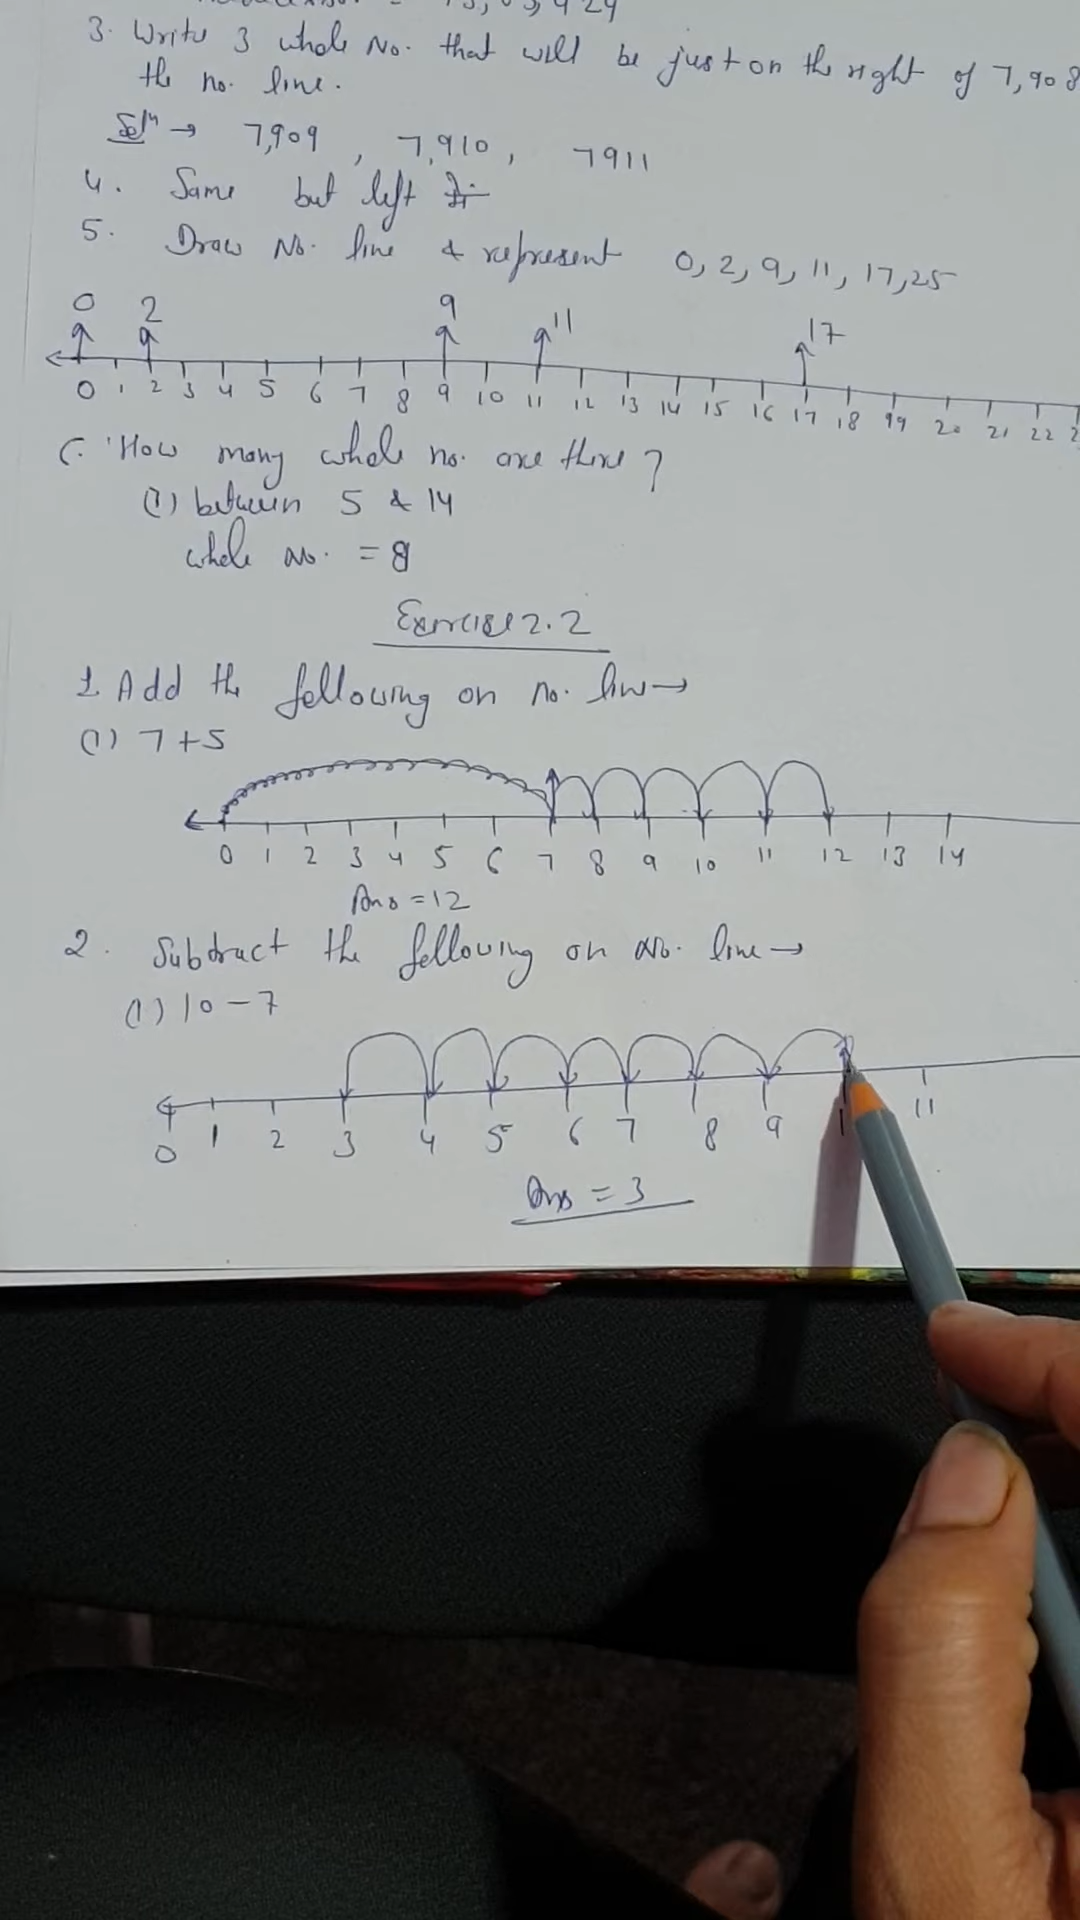 3. Write 3 whole No. that will be just on the right of 7,908
the no. line.
Solⁿ → 7,909 , 7,910, 7911
4. Same but left
5. Draw No. line & represent 0, 2, 9, 11, 17, 25
0 2 9 11 17
0 1 2 3 4 5 6 7 8 9 10 11 12 13 14 15 16 17 18 19 20 21 22
How many whole no. are there?
(1) between 5 & 14
whole no. = 8
Exercise 2.2
1. Add the following on no. line →
(1) 7+5
0 1 2 3 4 5 6 7 8 9 10 11 12 13 14
Ans = 12
2. Subtract the following on No. line →
(1) 10 - 7
0 1 2 3 4 5 6 7 8 9 11
Ans = 3